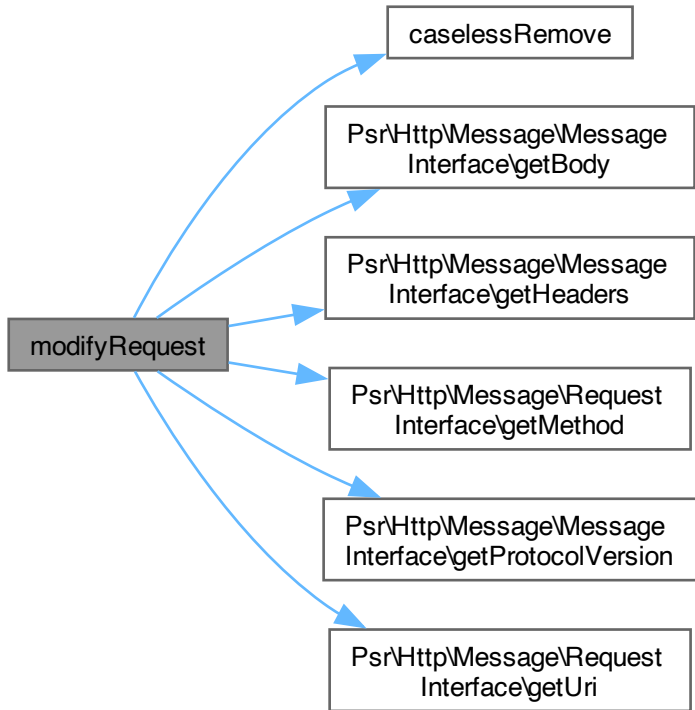 caselessRemove
Psr\Http\Message\Message
Interface\getBody
Psr\Http\Message\Message
Interface\getHeaders
modifyRequest
Psr\Http\Message\Request
Interface\getMethod
Psr\Http\Message\Message
Interface\getProtocolVersion
Psr\Http\Message\Request
Interface\getUri